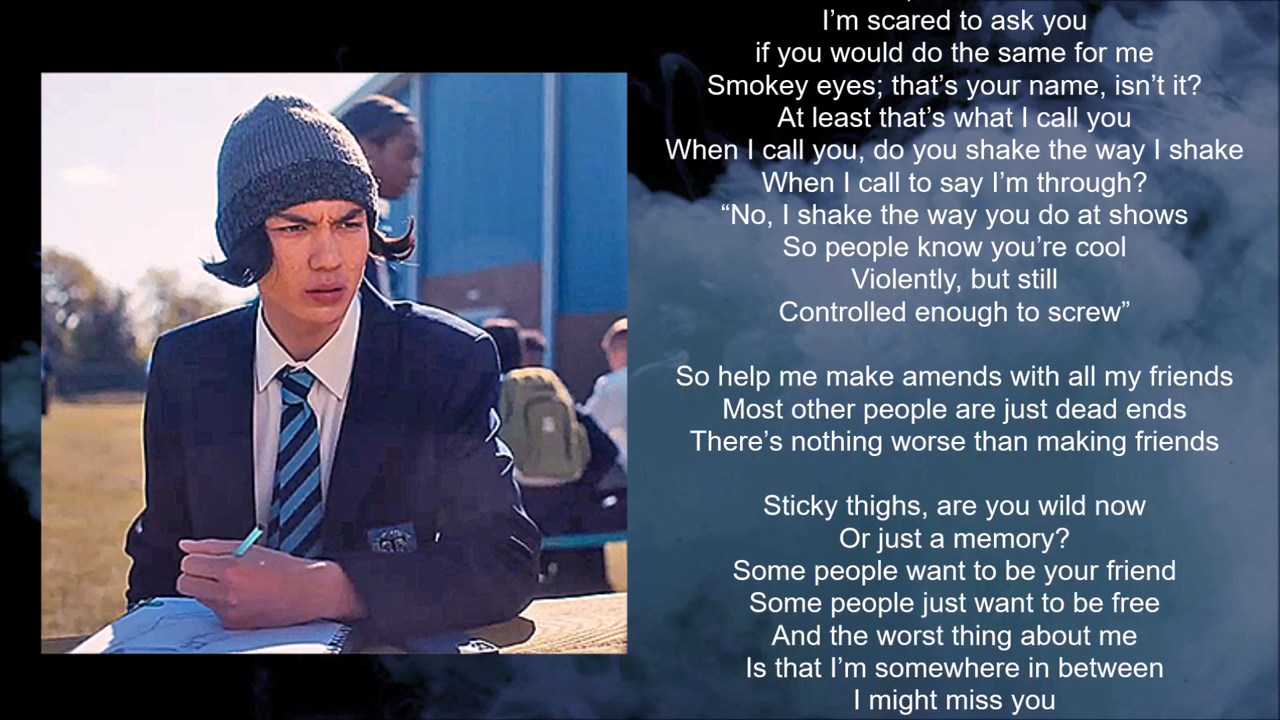 I’m scared to ask you
if you would do the same for me
Smokey eyes; that’s your name, isn’t it?
At least that’s what I call you
When I call you, do you shake the way I shake
When I call to say I’m through?
“No, I shake the way you do at shows
So people know you’re cool
Violently, but still
Controlled enough to screw”
So help me make amends with all my friends
Most other people are just dead ends
There’s nothing worse than making friends
Sticky thighs, are you wild now
Or just a memory?
Some people want to be your friend
Some people just want to be free
And the worst thing about me
Is that I’m somewhere in between
I might miss you